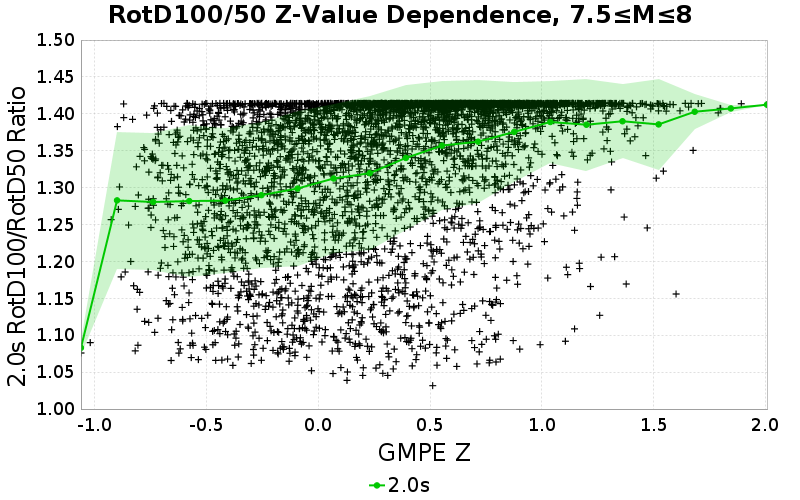 RotD100/50 Z-Value Dependence, 7.5≤M≤8
1.50
1.45
1.40
1.35
1.30
1.25
1.20
1.15
1.10
1.05
1.00
2.0s RotD100/RotD50 Ratio
-1.0 -0.5 0.0 0.5 1.0 1.5 2.0
GMPE Z
2.0s